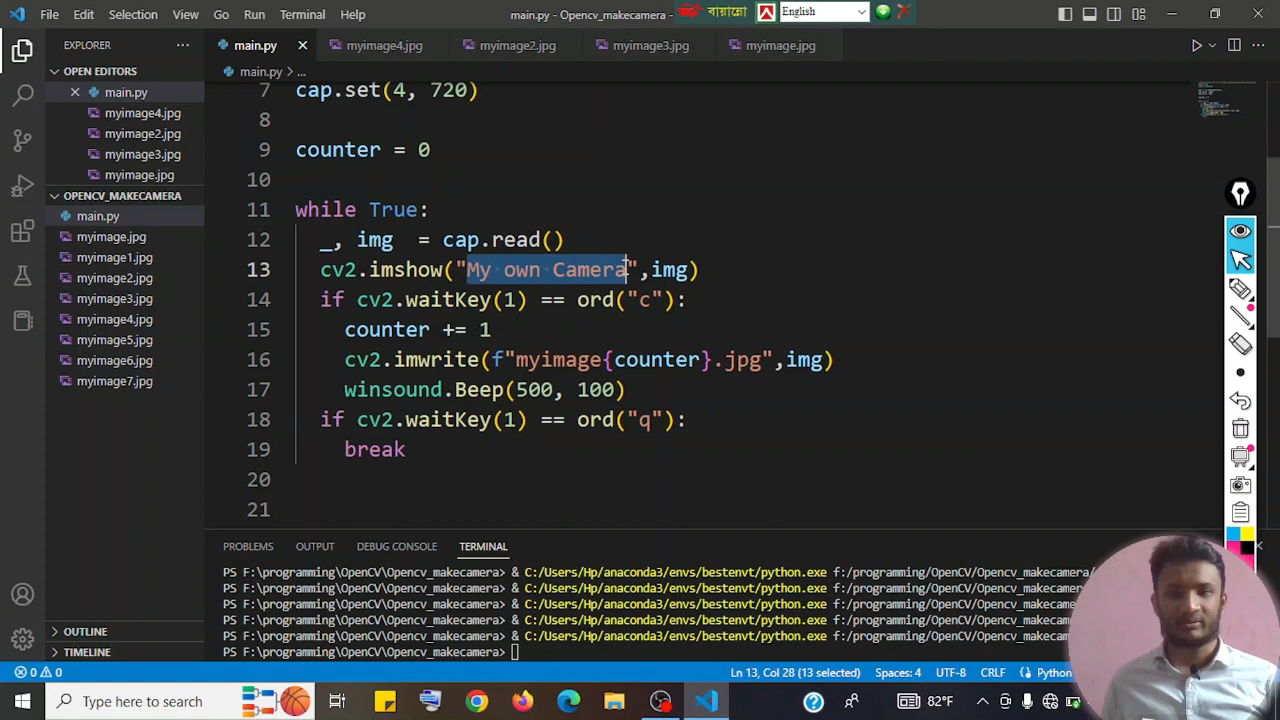 File Edit Selection View Go Run Terminal Help
main.py - Opencv_makecamera -
বায়ান্নো
English
EXPLORER
OPEN EDITORS
main.py
myimage4.jpg
myimage2.jpg
myimage3.jpg
myimage.jpg
OPENCV_MAKECAMERA
main.py
myimage.jpg
myimage1.jpg
myimage2.jpg
myimage3.jpg
myimage4.jpg
myimage5.jpg
myimage6.jpg
myimage7.jpg
OUTLINE
TIMELINE
main.py myimage4.jpg myimage2.jpg myimage3.jpg myimage.jpg
main.py > ...
7 cap.set(4, 720)
8
9 counter = 0
10
11 while True:
12 _, img = cap.read()
13 cv2.imshow("My own Camera",img)
14 if cv2.waitKey(1) == ord("c"):
15 counter += 1
16 cv2.imwrite(f"myimage{counter}.jpg",img)
17 winsound.Beep(500, 100)
18 if cv2.waitKey(1) == ord("q"):
19 break
20
21
PROBLEMS OUTPUT DEBUG CONSOLE TERMINAL
PS F:\programming\OpenCV\Opencv_makecamera> & C:/Users/Hp/anaconda3/envs/bestenvt/python.exe f:/programming/OpenCV/Opencv_makecamera/
PS F:\programming\OpenCV\Opencv_makecamera> & C:/Users/Hp/anaconda3/envs/bestenvt/python.exe f:/programming/OpenCV/Opencv_make
PS F:\programming\OpenCV\Opencv_makecamera> & C:/Users/Hp/anaconda3/envs/bestenvt/python.exe f:/programming/OpenCV/Opencv_ma
PS F:\programming\OpenCV\Opencv_makecamera> & C:/Users/Hp/anaconda3/envs/bestenvt/python.exe f:/programming/OpenCV/Opencv_m
PS F:\programming\OpenCV\Opencv_makecamera> & C:/Users/Hp/anaconda3/envs/bestenvt/python.exe f:/programming/OpenCV/Opencv_m
PS F:\programming\OpenCV\Opencv_makecamera>
0 0 Ln 13, Col 28 (13 selected) Spaces: 4 UTF-8 CRLF Python
Type here to search 82°F